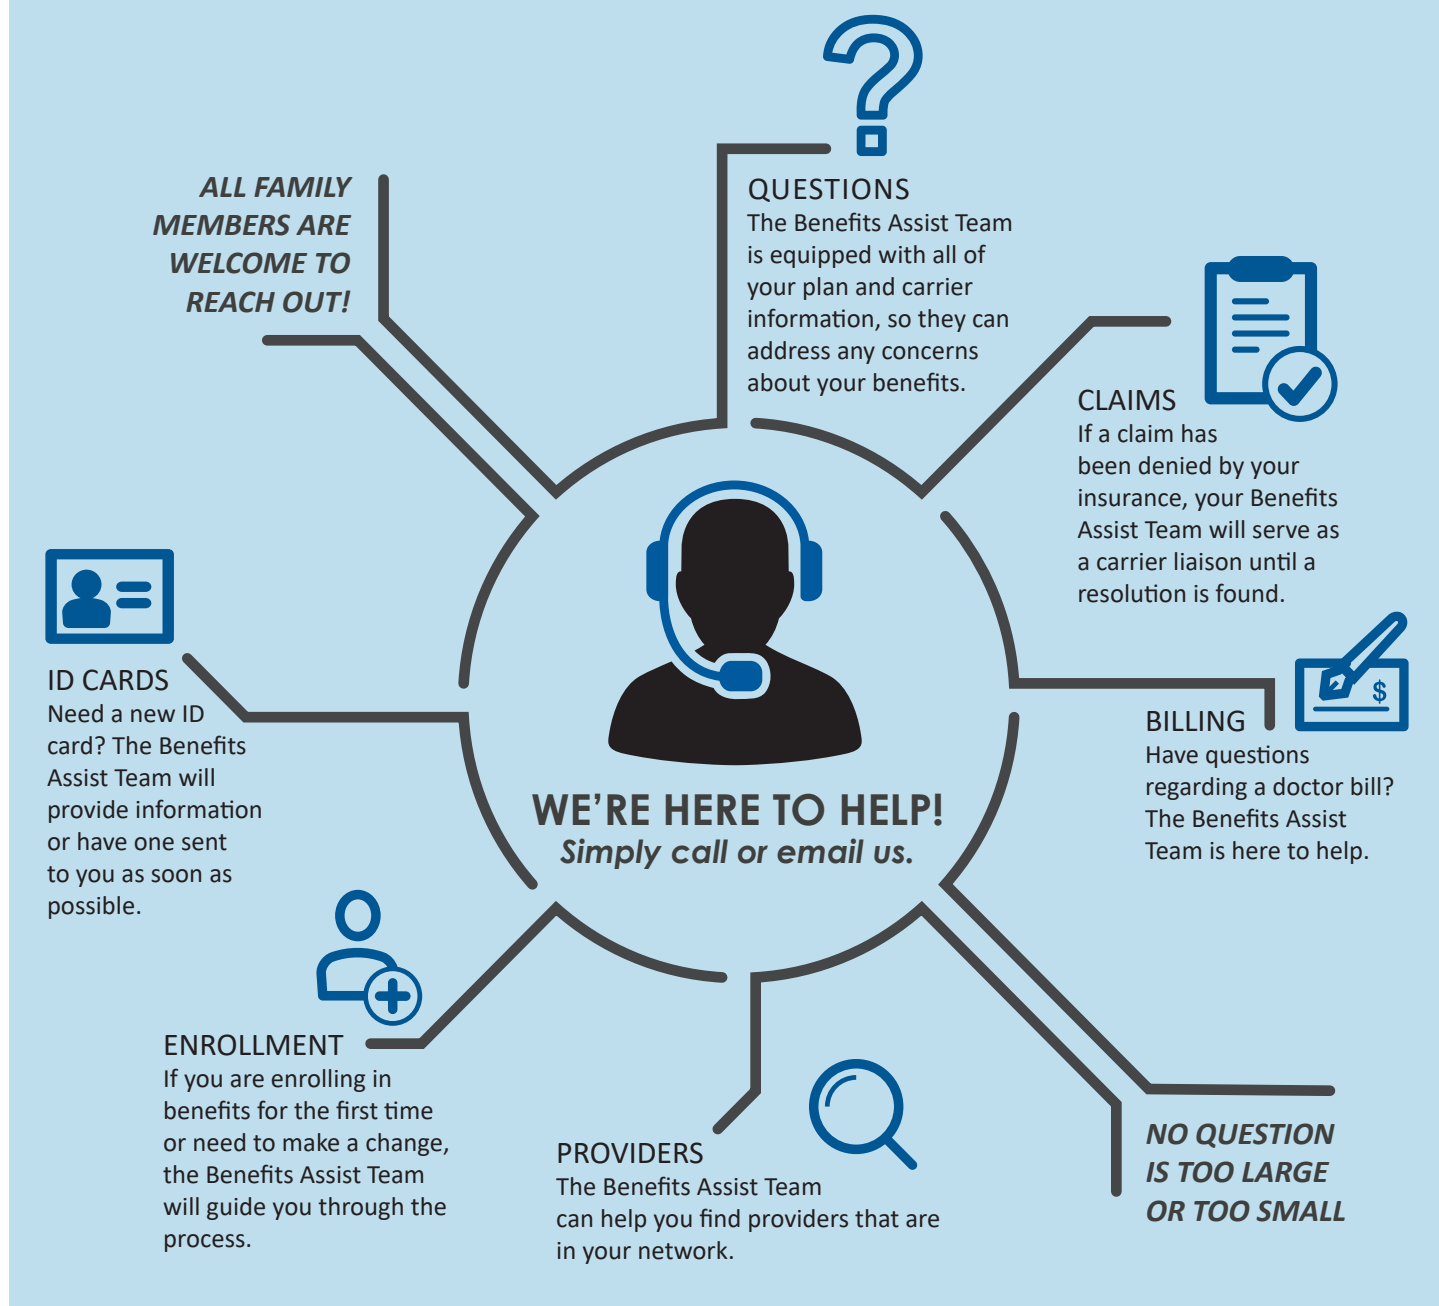 ALL FAMILY
MEMBERS ARE
WELCOME TO
REACH OUT!
QUESTIONS
The Benefits Assist Team
is equipped with all of
your plan and carrier
information, so they can
address any concerns
about your benefits.
CLAIMS
If a claim has
been denied by your
insurance, your Benefits
Assist Team will serve as
a carrier liaison until a
resolution is found.
$
BILLING
Have questions
regarding a doctor bill?
The Benefits Assist
Team is here to help.
WE'RE HERE TO HELP!
Simply call or email us.
ID CARDS
Need a new ID
card? The Benefits
Assist Team will
provide information
or have one sent
to you as soon as
possible.
ENROLLMENT
If you are enrolling in
benefits for the first time
or need to make a change,
the Benefits Assist Team
will guide you through the
process.
PROVIDERS
The Benefits Assist Team
can help you find providers that are
in your network.
NO QUESTION
IS TOO LARGE
OR TOO SMALL